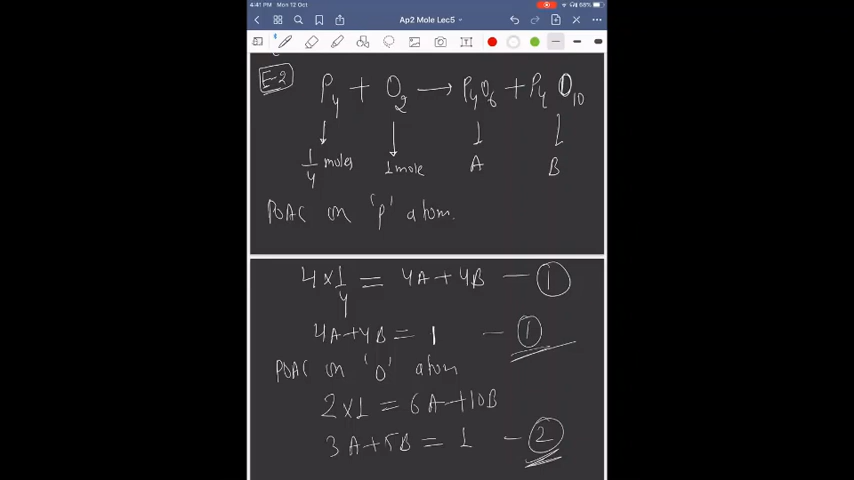 4:41 PM Mon 12 Oct 68%
Ap2 Mole Lec5
E-2
P4 + O2 → P4O6 + P4O10
1/4 moles 1 mole A B
POAC on 'P' atom.
4×1/4 = 4A+4B — 1
4A+4B = 1 — 1
POAC on 'O' atom
2×1 = 6A+10B
3A+5B = 1 — 2